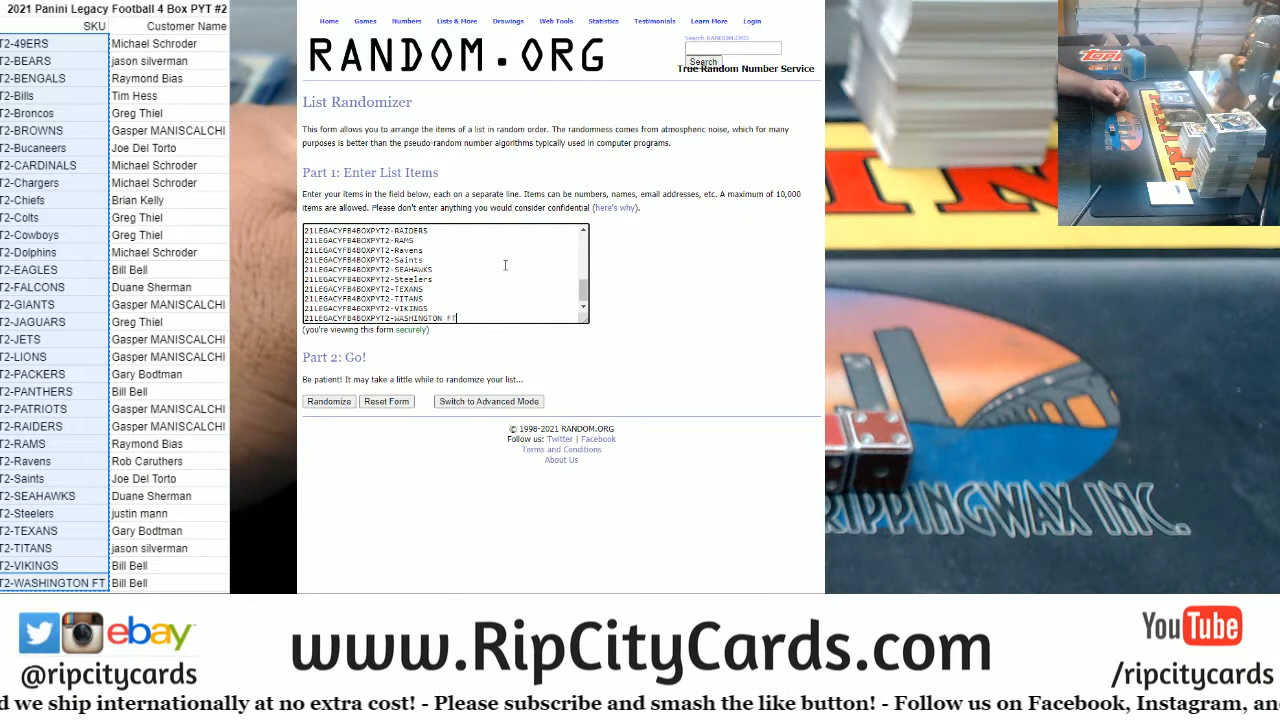 2021 Panini Legacy Football 4 Box PYT #2
SKU Customer Name
T2-49ERS Michael Schroder
T2-BEARS jason silverman
T2-BENGALS Raymond Bias
T2-Bills Tim Hess
T2-Broncos Greg Thiel
T2-BROWNS Gasper MANISCALCHI
T2-Bucaneers Joe Del Torto
T2-CARDINALS Michael Schroder
T2-Chargers Michael Schroder
T2-Chiefs Brian Kelly
T2-Colts Greg Thiel
T2-Cowboys Greg Thiel
T2-Dolphins Michael Schroder
T2-EAGLES Bill Bell
T2-FALCONS Duane Sherman
T2-GIANTS Gasper MANISCALCHI
T2-JAGUARS Greg Thiel
T2-JETS Gasper MANISCALCHI
T2-LIONS Gasper MANISCALCHI
T2-PACKERS Gary Bodtman
T2-PANTHERS Bill Bell
T2-PATRIOTS Gasper MANISCALCHI
T2-RAIDERS Gasper MANISCALCHI
T2-RAMS Raymond Bias
T2-Ravens Rob Caruthers
T2-Saints Joe Del Torto
T2-SEAHAWKS Duane Sherman
T2-Steelers justin mann
T2-TEXANS Gary Bodtman
T2-TITANS jason silverman
T2-VIKINGS Bill Bell
T2-WASHINGTON FT Bill Bell
Home Games Numbers Lists & More Drawings Web Tools Statistics Testimonials Learn More Login
RANDOM.ORG
Search RANDOM.ORG
Search
True Random Number Service
List Randomizer
This form allows you to arrange the items of a list in random order. The randomness comes from atmospheric noise, which for many
purposes is better than the pseudo-random number algorithms typically used in computer programs.
Part 1: Enter List Items
Enter your items in the field below, each on a separate line. Items can be numbers, names, email addresses, etc. A maximum of 10,000
items are allowed. Please don't enter anything you would consider confidential (here's why).
21LEGACYFB4BOXPYT2-RAIDERS
21LEGACYFB4BOXPYT2-RAMS
21LEGACYFB4BOXPYT2-Ravens
21LEGACYFB4BOXPYT2-Saints
21LEGACYFB4BOXPYT2-SEAHAWKS
21LEGACYFB4BOXPYT2-Steelers
21LEGACYFB4BOXPYT2-TEXANS
21LEGACYFB4BOXPYT2-TITANS
21LEGACYFB4BOXPYT2-VIKINGS
21LEGACYFB4BOXPYT2-WASHINGTON FT
(you're viewing this form securely)
Part 2: Go!
Be patient! It may take a little while to randomize your list...
Randomize Reset Form Switch to Advanced Mode
© 1998-2021 RANDOM.ORG
Follow us: Twitter | Facebook
Terms and Conditions
About Us
Topps
PANINI
RIPPINGWAX INC.
ebay
@ripcitycards
www.RipCityCards.com
YouTube
/ripcitycards
d we ship internationally at no extra cost! - Please subscribe and smash the like button! - Follow us on Facebook, Instagram, an